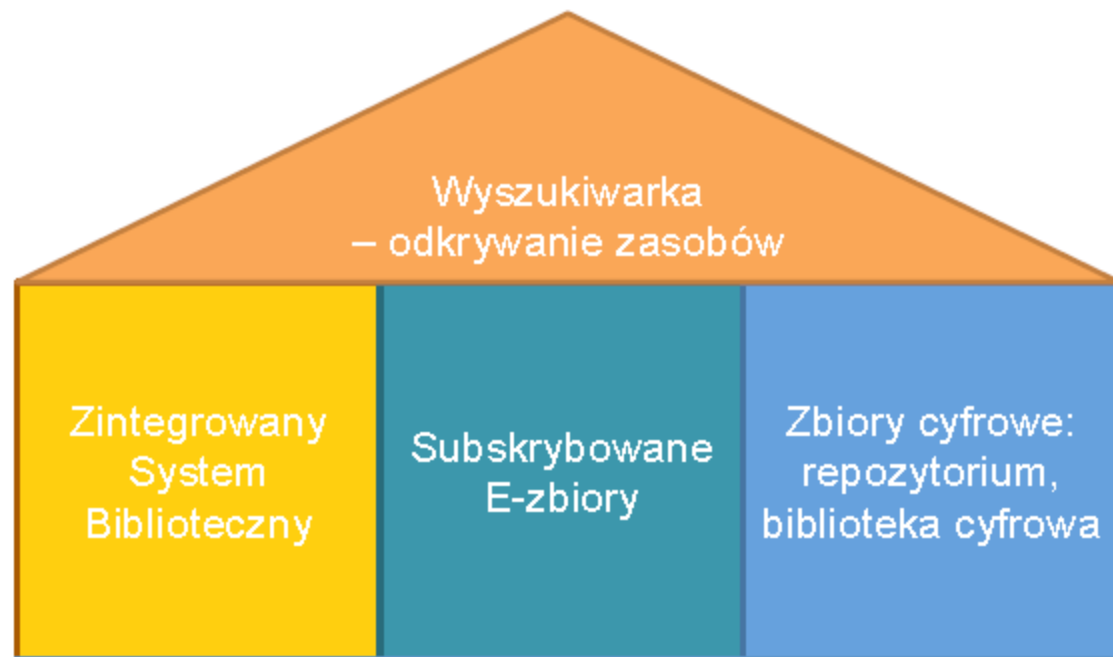 Wyszukiwarka
– odkrywanie zasobów
Zintegrowany
System
Biblioteczny
Subskrybowane
E-zbiory
Zbiory cyfrowe:
repozytorium,
biblioteka cyfrowa